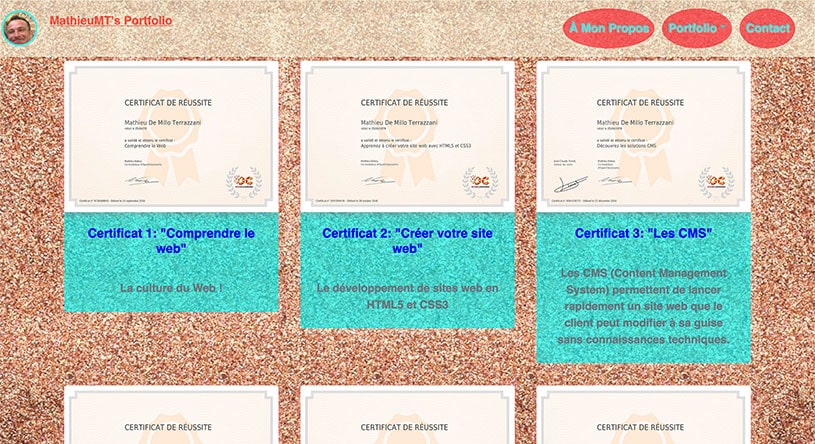 MathieuMT's Portfolio
À Mon Propos
Portfolio
Contact
CERTIFICAT DE RÉUSSITE
Mathieu De Millo Terrazzani
a validé et obtenu le certificat :
Comprendre le Web
CERTIFICAT DE RÉUSSITE
Mathieu De Millo Terrazzani
a validé et obtenu le certificat :
Apprenez à créer votre site web avec HTML5 et CSS3
CERTIFICAT DE RÉUSSITE
Mathieu De Millo Terrazzani
a validé et obtenu le certificat :
Découvrez les solutions CMS
Certificat 1: "Comprendre le
web"
La culture du Web !
Certificat 2: "Créer votre site
web"
Le développement de sites web en
HTML5 et CSS3
Certificat 3: "Les CMS"
Les CMS (Content Management
System) permettent de lancer
rapidement un site web que le
client peut modifier à sa guise
sans connaissances techniques.
CERTIFICAT DE RÉUSSITE
CERTIFICAT DE RÉUSSITE
CERTIFICAT DE RÉUSSITE